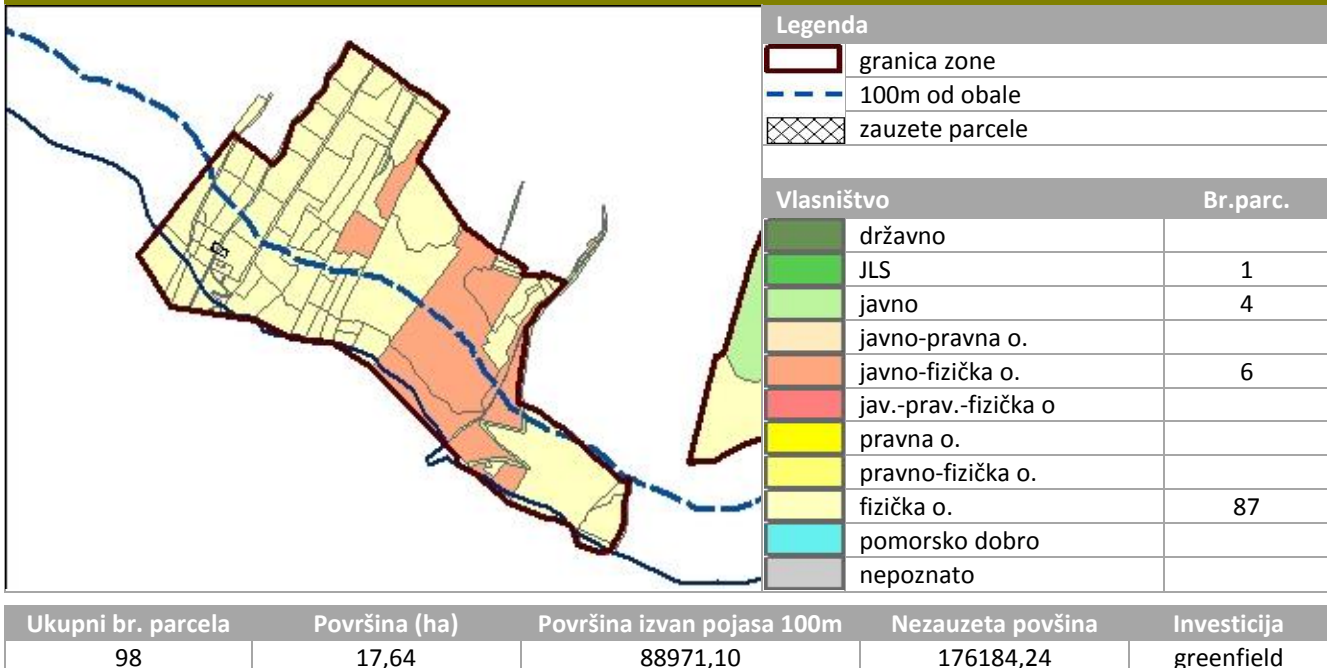 Legenda
granica zone
100m od obale
zauzete parcele
Vlasništvo Br.parc.
državno
JLS 1
javno 4
javno-pravna o.
javno-fizička o. 6
jav.-prav.-fizička o
pravna o.
pravno-fizička o.
fizička o. 87
pomorsko dobro
nepoznato
Ukupni br. parcela Površina (ha) Površina izvan pojasa 100m Nezauzeta povšina Investicija
98 17,64 88971,10 176184,24 greenfield